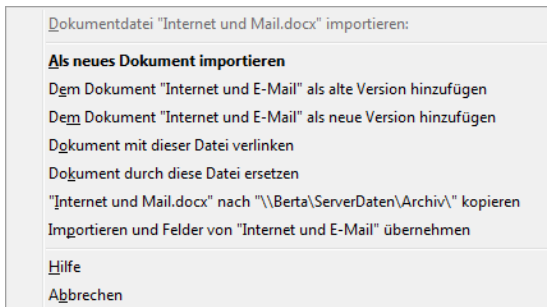 Dokumentdatei "Internet und Mail.docx" importieren:
Als neues Dokument importieren
Dem Dokument "Internet und E-Mail" als alte Version hinzufügen
Dem Dokument "Internet und E-Mail" als neue Version hinzufügen
Dokument mit dieser Datei verlinken
Dokument durch diese Datei ersetzen
"Internet und Mail.docx" nach "\\Berta\ServerDaten\Archiv\" kopieren
Importieren und Felder von "Internet und E-Mail" übernehmen
Hilfe
Abbrechen